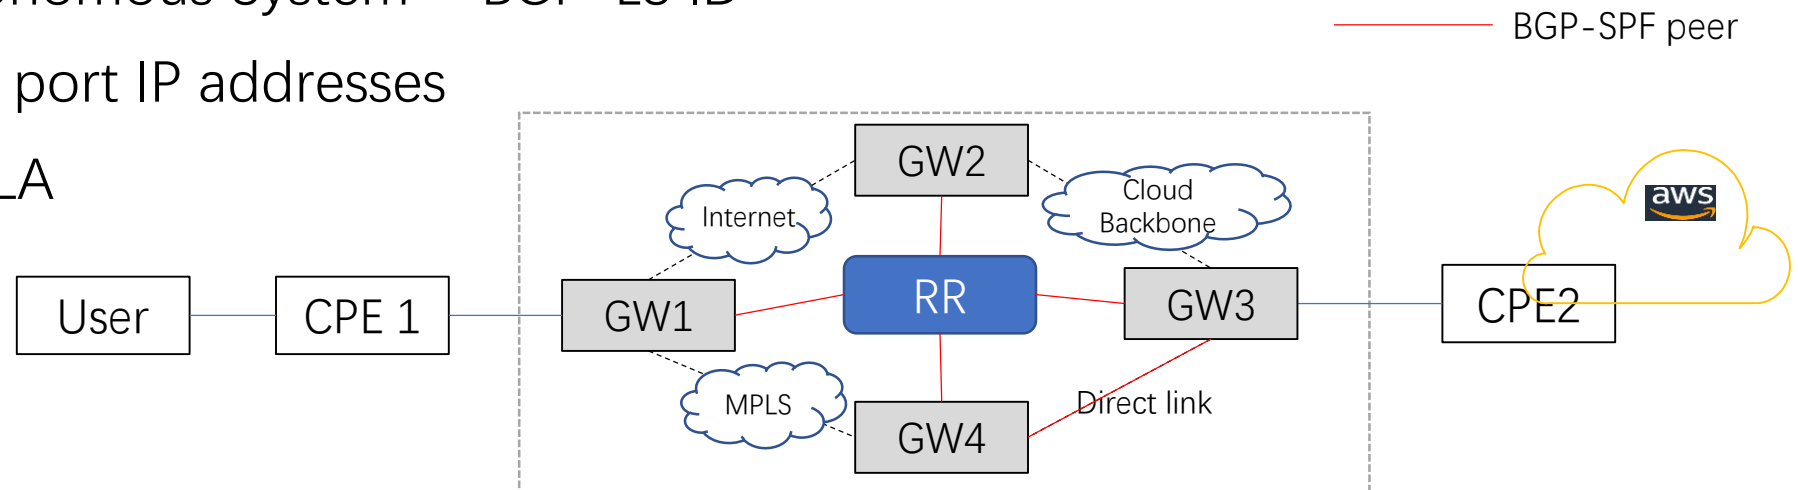 BGP-SPF peer
port IP addresses
GW2
Cloud
Backbone
aws
Internet
User
CPE 1
GW1
RR
GW3
CPE2
MPLS
Direct link
GW4